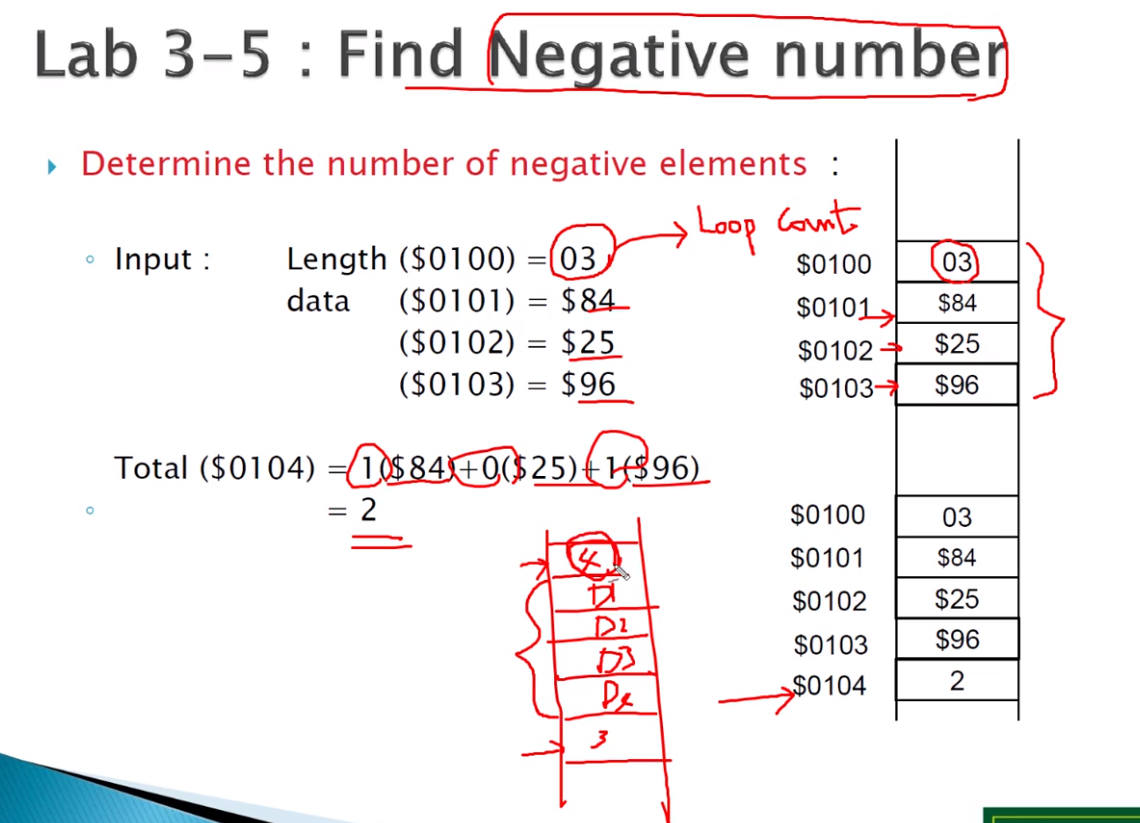 Lab 3-5 : Find Negative number
Determine the number of negative elements :
Loop Count
Input : Length ($0100) = 03
data ($0101) = $84
($0102) = $25
($0103) = $96
Total ($0104) = 1($84)+0($25)+1($96)
= 2
$0100 03
$0101 $84
$0102 $25
$0103 $96
$0100 03
$0101 $84
$0102 $25
$0103 $96
$0104 2
4
D1
D2
D3
D4
3